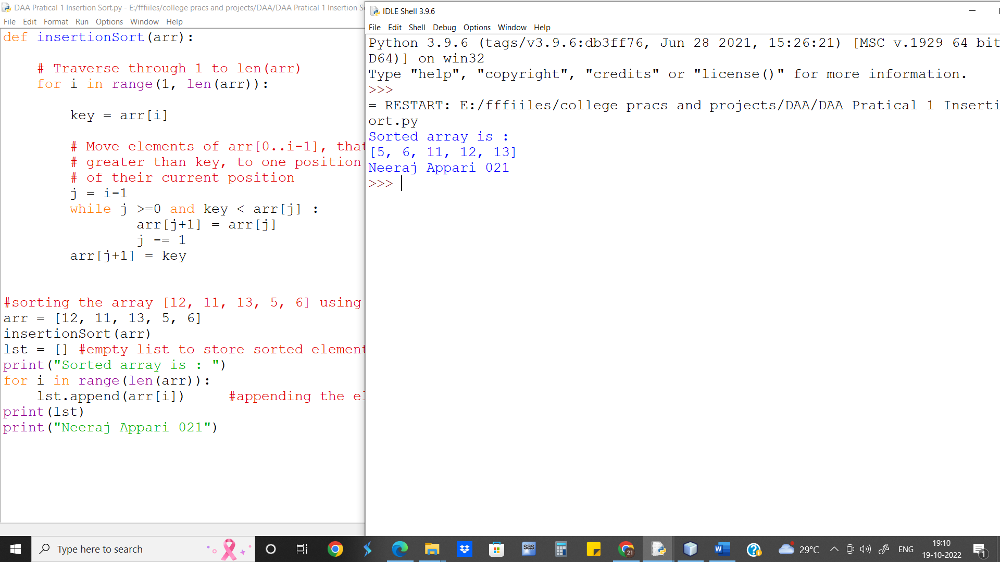 DAA Pratical 1 Insertion Sort.py - E:/fffiiles/college pracs and projects/DAA/DAA Pratical 1 Insertion
File Edit Format Run Options Window Help
def insertionSort(arr):
# Traverse through 1 to len(arr)
for i in range(1, len(arr)):
key = arr[i]
# Move elements of arr[0..i-1], that
# greater than key, to one position
# of their current position
j = i-1
while j >=0 and key < arr[j] :
arr[j+1] = arr[j]
j -= 1
arr[j+1] = key
#sorting the array [12, 11, 13, 5, 6] using
arr = [12, 11, 13, 5, 6]
insertionSort(arr)
lst = [] #empty list to store sorted element
print("Sorted array is : ")
for i in range(len(arr)):
lst.append(arr[i]) #appending the el
print(lst)
print("Neeraj Appari 021")
IDLE Shell 3.9.6
File Edit Shell Debug Options Window Help
Python 3.9.6 (tags/v3.9.6:db3ff76, Jun 28 2021, 15:26:21) [MSC v.1929 64 bit
D64)] on win32
Type "help", "copyright", "credits" or "license()" for more information.
>>>
= RESTART: E:/fffiiles/college pracs and projects/DAA/DAA Pratical 1 Inserti
ort.py
Sorted array is :
[5, 6, 11, 12, 13]
Neeraj Appari 021
>>>
Type here to search
sas
21
29°C
ENG
19:10
19-10-2022
1